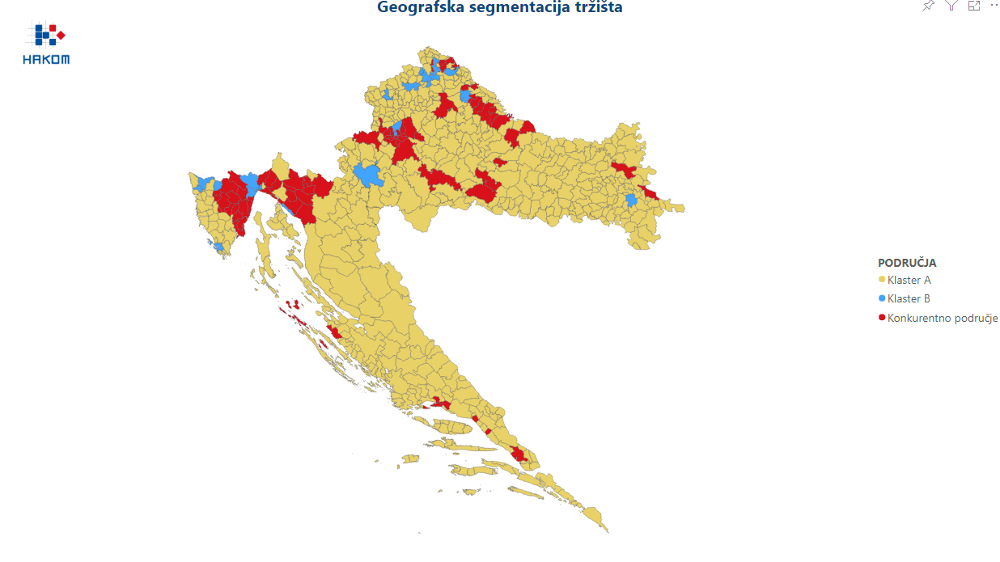 Geografska segmentacija tržišta
HAKOM
PODRUČJA
Klaster A
Klaster B
Konkurentno područje